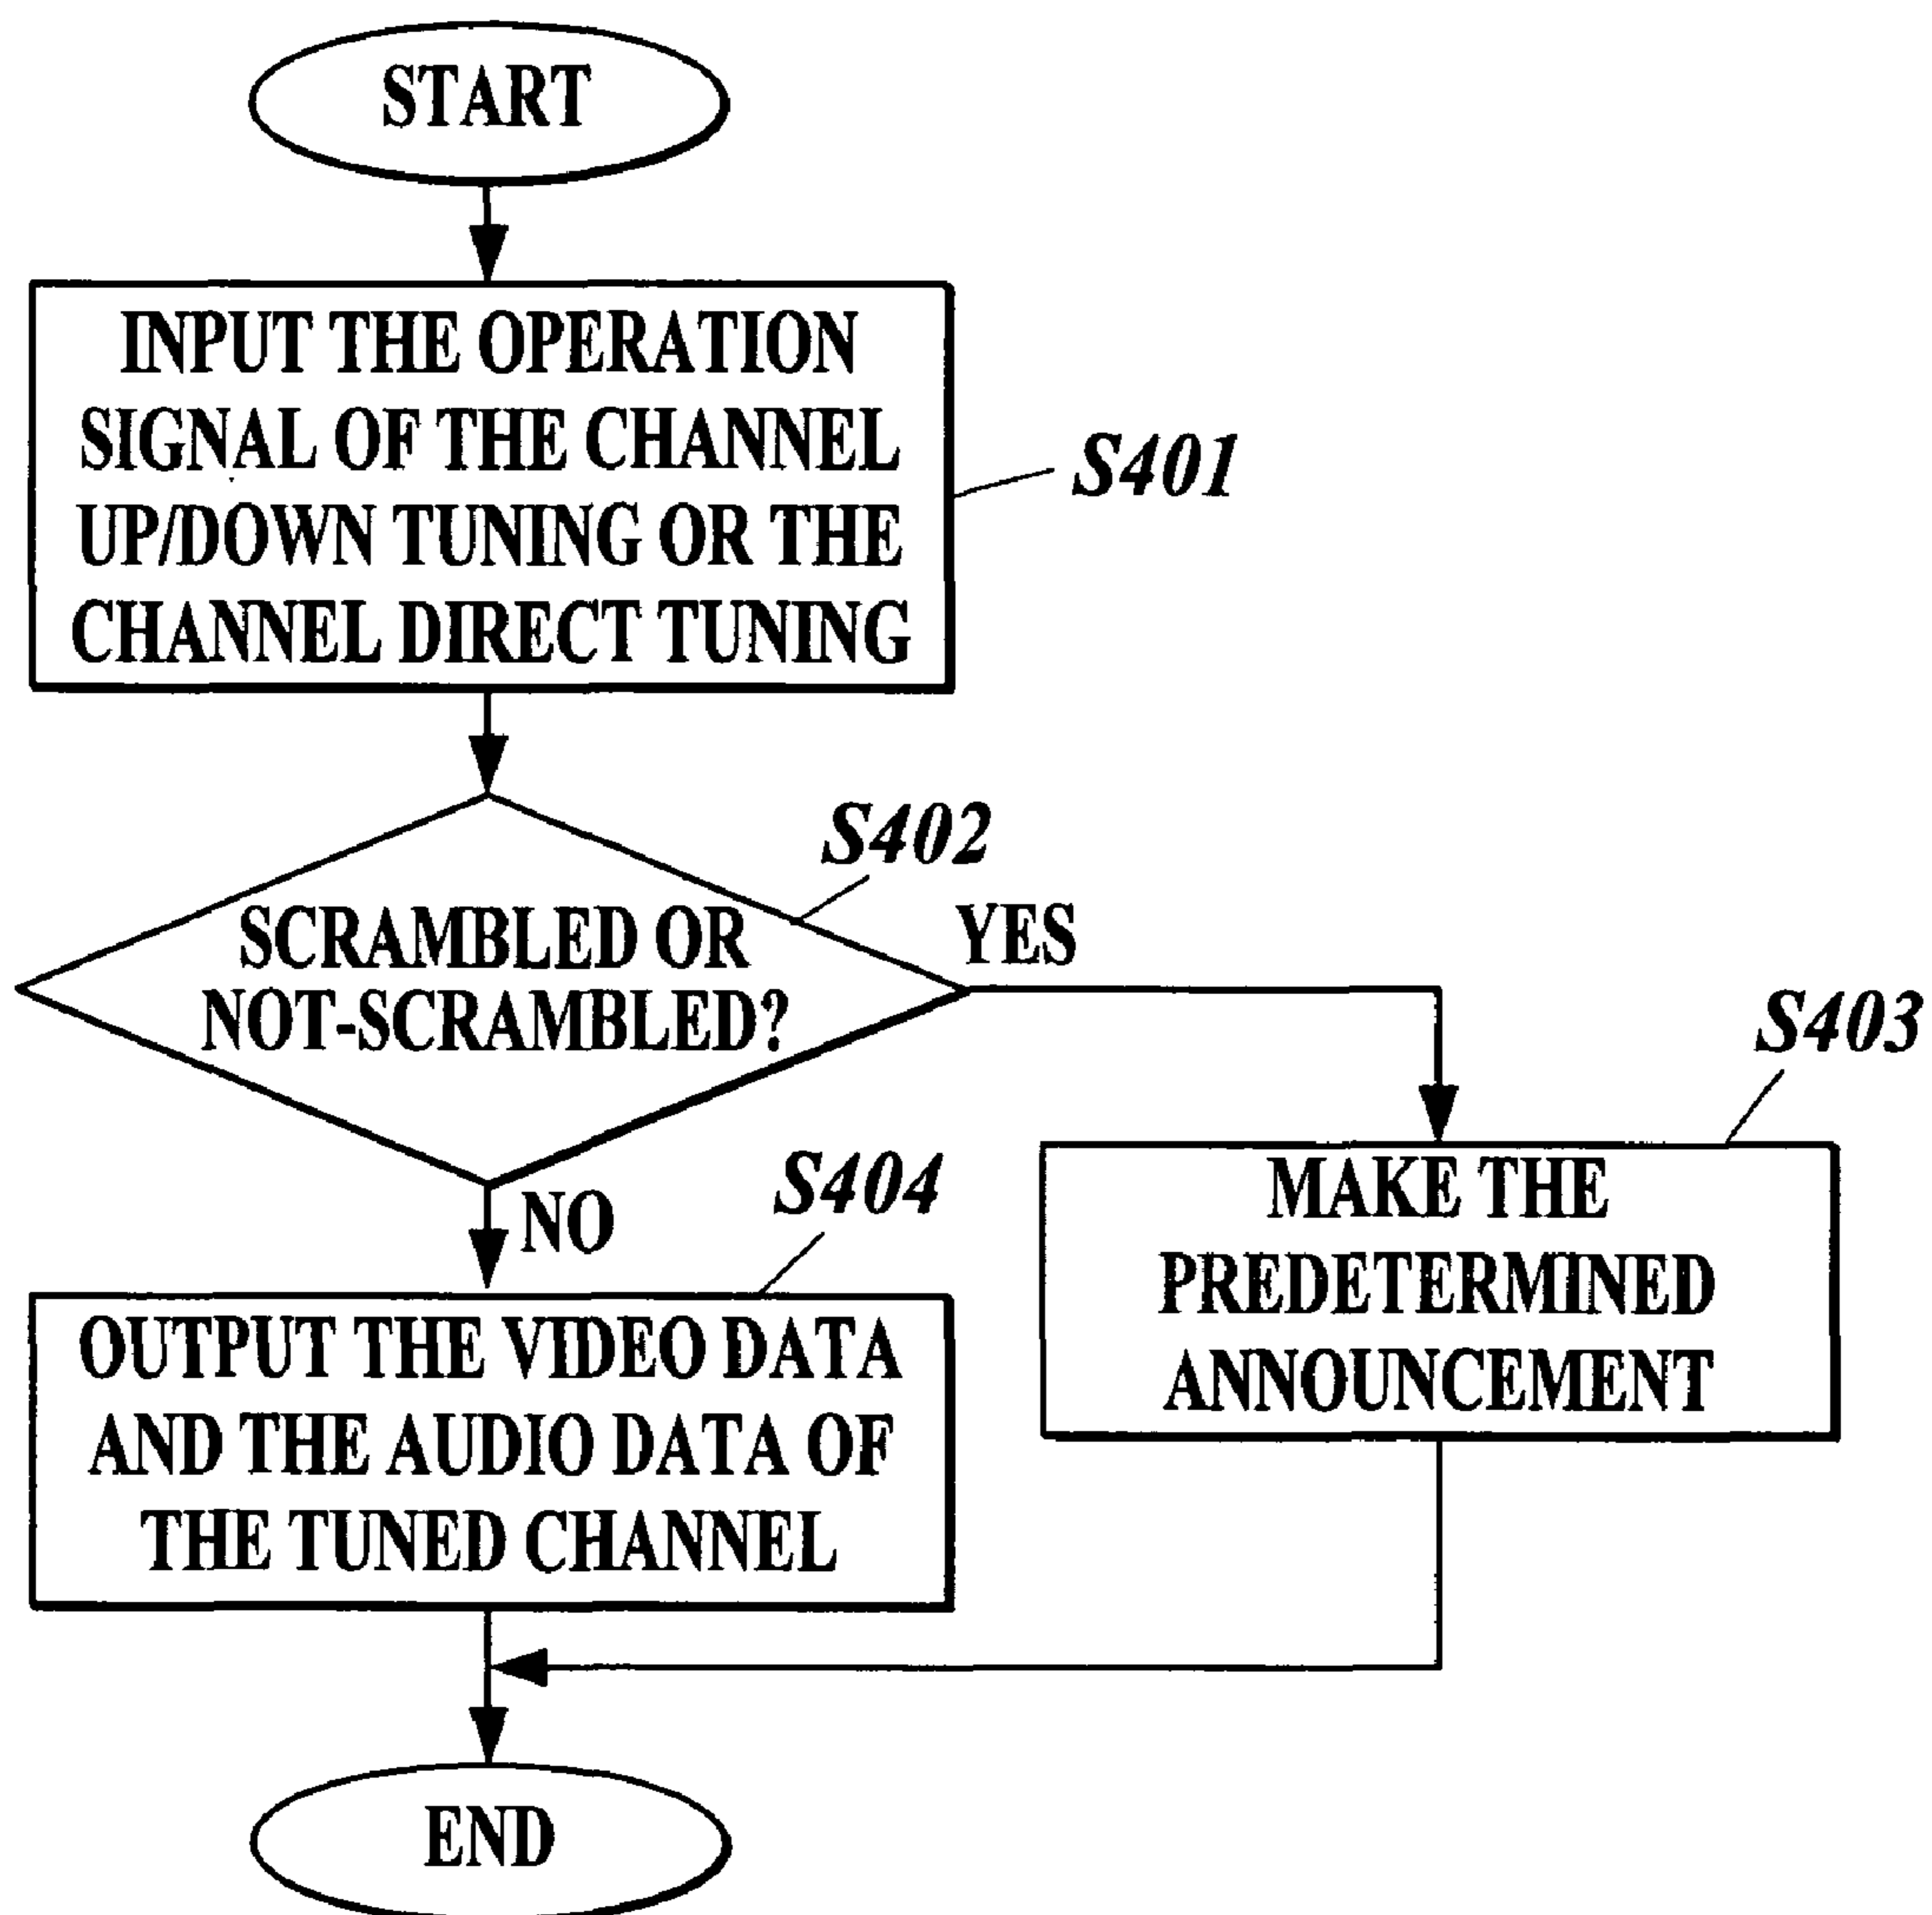 START
INPUT THE OPERATION
SIGNAL OF THE CHANNEL
UP/DOWN TUNING OR THE
CHANNEL DIRECT TUNING
S401
S402
SCRAMBLED OR
NOT-SCRAMBLED?
YES
S403
NO
S404
MAKE THE
PREDETERMINED
ANNOUNCEMENT
OUTPUT THE VIDEO DATA
AND THE AUDIO DATA OF
THE TUNED CHANNEL
END